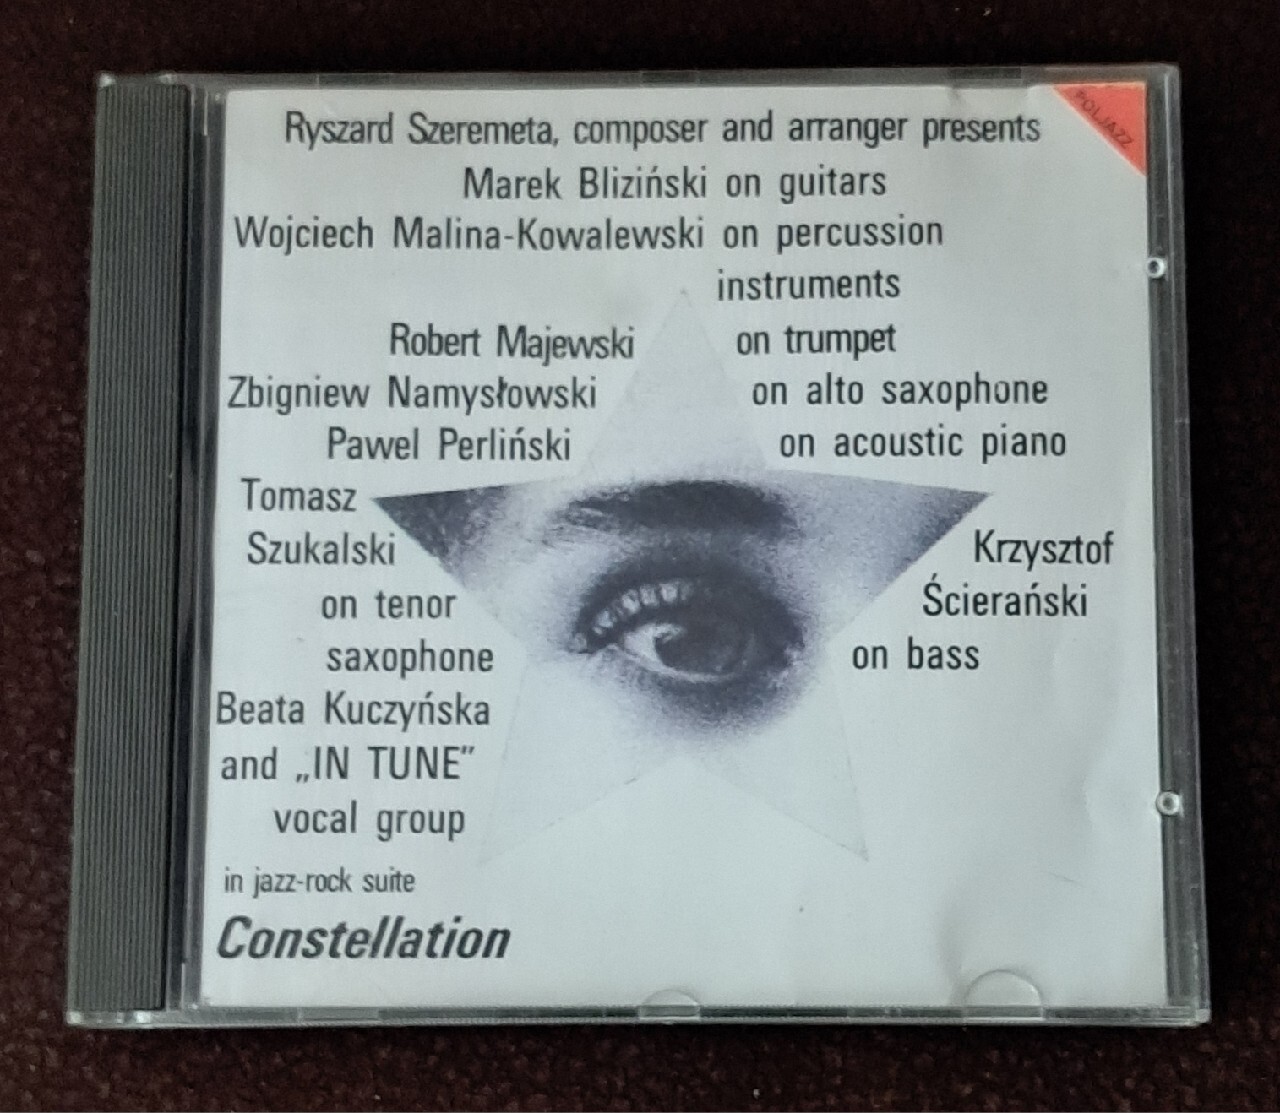 POLJAZZ
Ryszard Szeremeta, composer and arranger presents
Marek Bliziński on guitars
Wojciech Malina-Kowalewski on percussion
instruments
Robert Majewski on trumpet
Zbigniew Namysłowski on alto saxophone
Pawel Perliński on acoustic piano
Tomasz
Szukalski
on tenor
saxophone
Krzysztof
Ścierański
on bass
Beata Kuczyńska
and „IN TUNE”
vocal group
in jazz-rock suite
Constellation